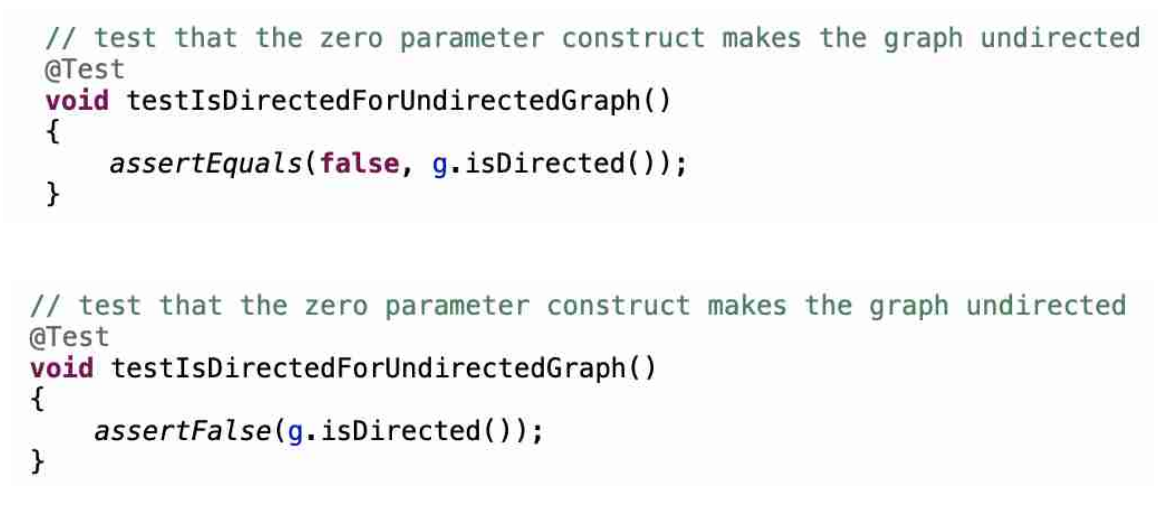 // test that the zero parameter construct makes the graph undirected
@Test
void testIsDirectedForUndirectedGraph()
{
    assertEquals(false, g.isDirected());
}
// test that the zero parameter construct makes the graph undirected
@Test
void testIsDirectedForUndirectedGraph()
{
    assertFalse(g.isDirected());
}